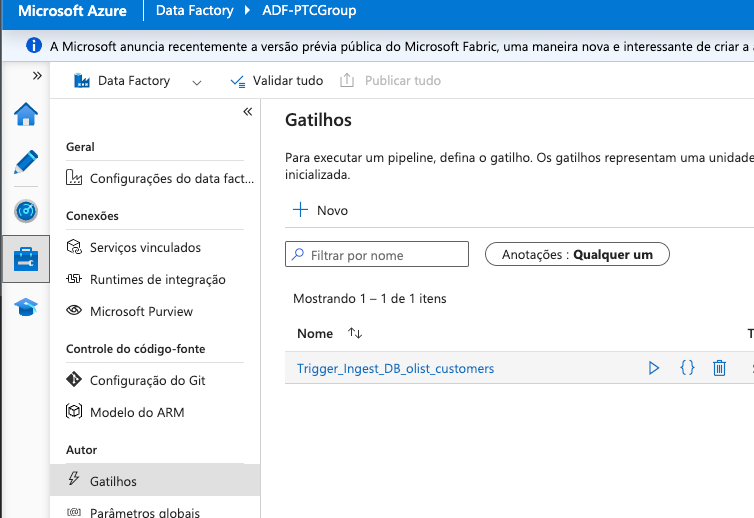 Microsoft Azure
Data Factory
ADF-PTCGroup
A Microsoft anuncia recentemente a versão prévia pública do Microsoft Fabric, uma maneira nova e interessante de criar a
Data Factory
Validar tudo
Publicar tudo
Geral
Configurações do data fact...
Conexões
Serviços vinculados
Runtimes de integração
Microsoft Purview
Controle do código-fonte
Configuração do Git
Modelo do ARM
Autor
Gatilhos
Parâmetros globais
Gatilhos
Para executar um pipeline, defina o gatilho. Os gatilhos representam uma unidade
inicializada.
Novo
Filtrar por nome
Anotações : Qualquer um
Mostrando 1 – 1 de 1 itens
Nome
Trigger_Ingest_DB_olist_customers